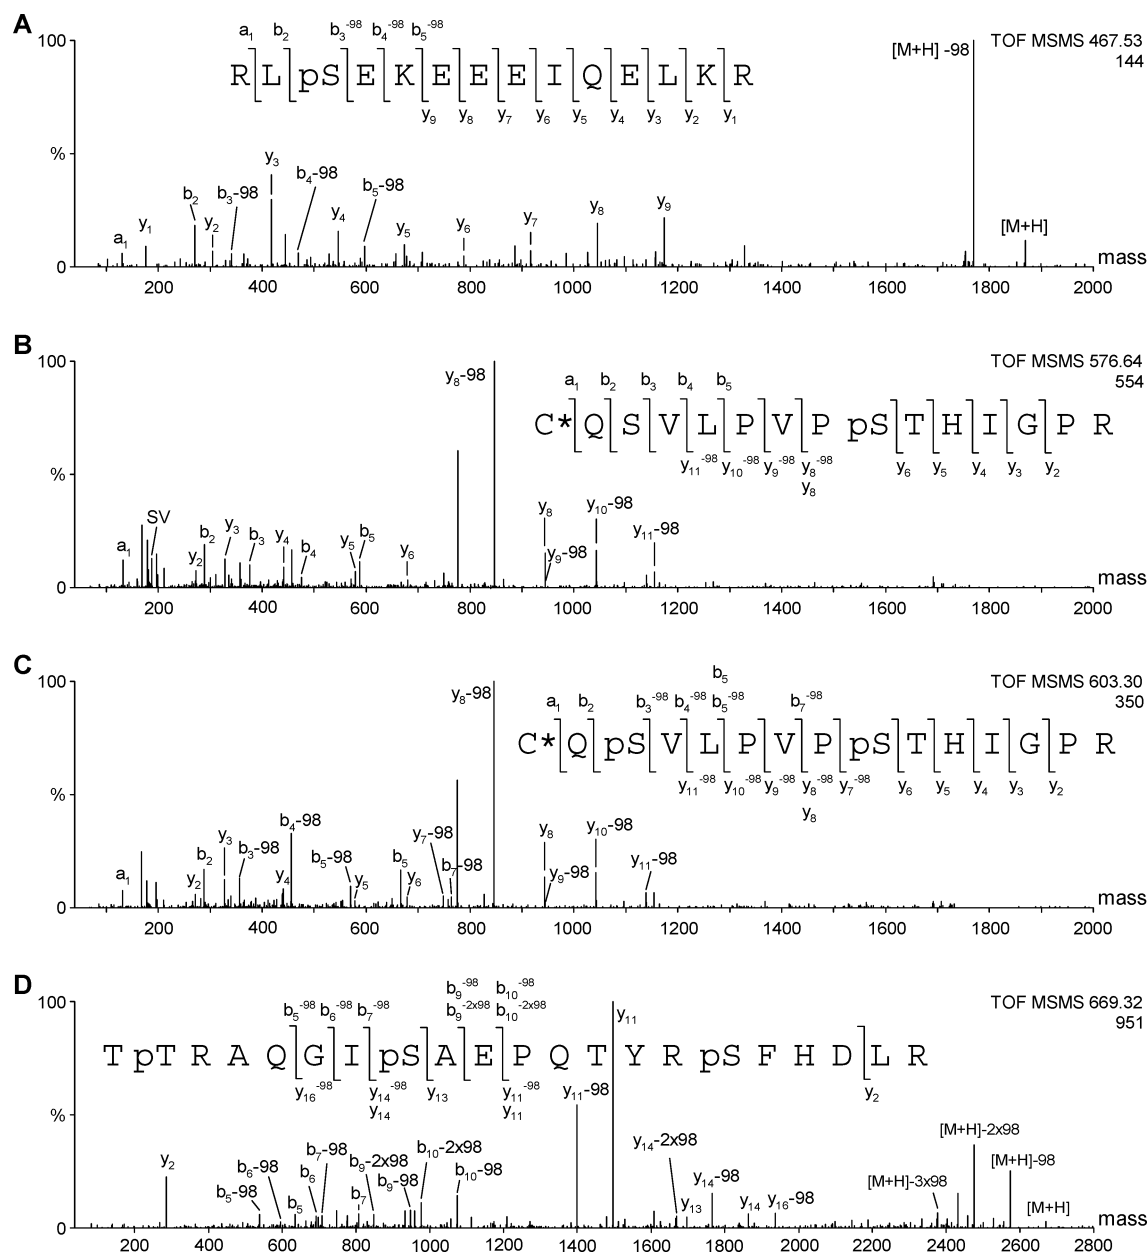 A
a1 b2 b3-98 b4-98 b5-98
100
[M+H] -98
TOF MSMS 467.53
144
RLpSEKEEEIQELKR
y9 y8 y7 y6 y5 y4 y3 y2 y1
%
y3
b2 b3-98 b4-98 b5-98
a1 y1 y2 y4 y5 y6 y7 y8 y9
[M+H]
0
mass
200 400 600 800 1000 1200 1400 1600 1800 2000
B
100
TOF MSMS 576.64
554
y8-98
a1 b2 b3 b4 b5
C*QSVLPVP pSTHIGPR
y11-98 y10-98 y9-98 y8-98 y6 y5 y4 y3 y2
y8
%
SV
a1 y2 b2 y3 b3 y4 b4 y5 b5 y6
y8 y9-98 y10-98 y11-98
0
mass
200 400 600 800 1000 1200 1400 1600 1800 2000
C
100
TOF MSMS 603.30
350
y8-98
b5
a1 b2 b3-98 b4-98 b5-98 b7-98
C*QpSVLPVPpSTHIGPR
y11-98 y10-98 y9-98 y8-98 y7-98 y6 y5 y4 y3 y2
y8
%
a1 y2 b2 y3 b3-98 y4 b4-98 b5-98 y5 b5 y6 y7-98 b7-98
y8 y9-98 y10-98 y11-98
0
mass
200 400 600 800 1000 1200 1400 1600 1800 2000
D
100
TOF MSMS 669.32
951
b9-98 b10-98
b5-98 b6-98 b7-98 b9-2x98 b10-2x98
y11
TpTRAQGIpSAEPQTYRpSFHDLR
y16-98 y14-98 y13 y11-98 y2
y14 y11
y11-98
%
y2 b5-98 b6-98 b5 b6 b7-98 b7 b9-2x98 b9-98 b10-2x98 b10-98
y14-2x98 y13 y14-98 y14 y16-98
[M+H]-3x98 [M+H]-2x98 [M+H]-98 [M+H]
0
mass
200 400 600 800 1000 1200 1400 1600 1800 2000 2200 2400 2600 2800